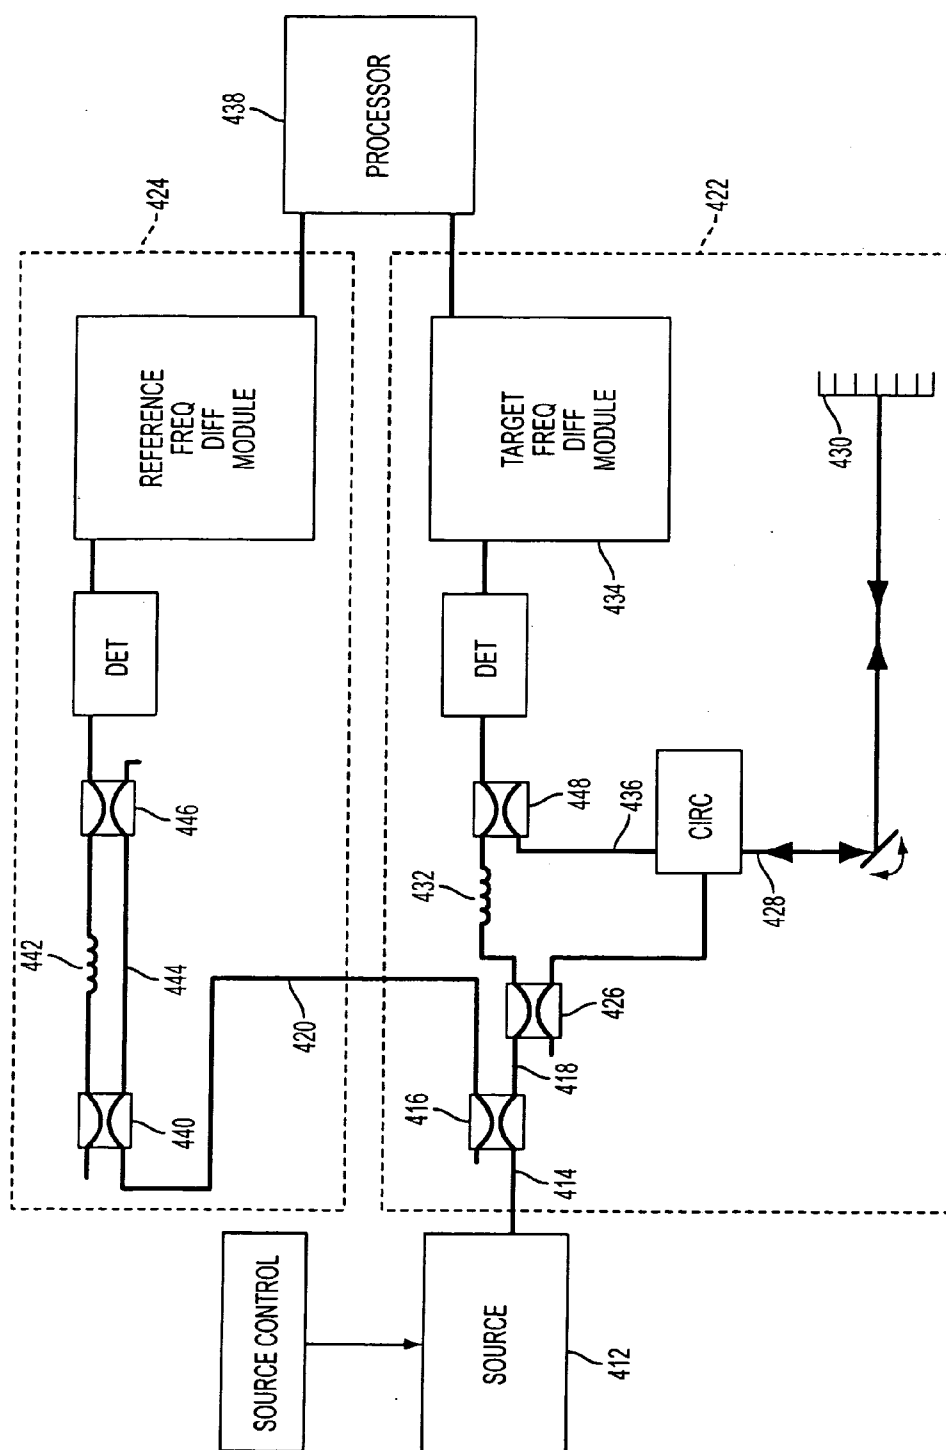 424
REFERENCE
FREQ
DIFF
MODULE
DET
442
444
446
440
420
438
PROCESSOR
422
TARGET
FREQ
DIFF
MODULE
434
DET
448
436
432
CIRC
428
430
426
418
416
414
SOURCE CONTROL
SOURCE
412